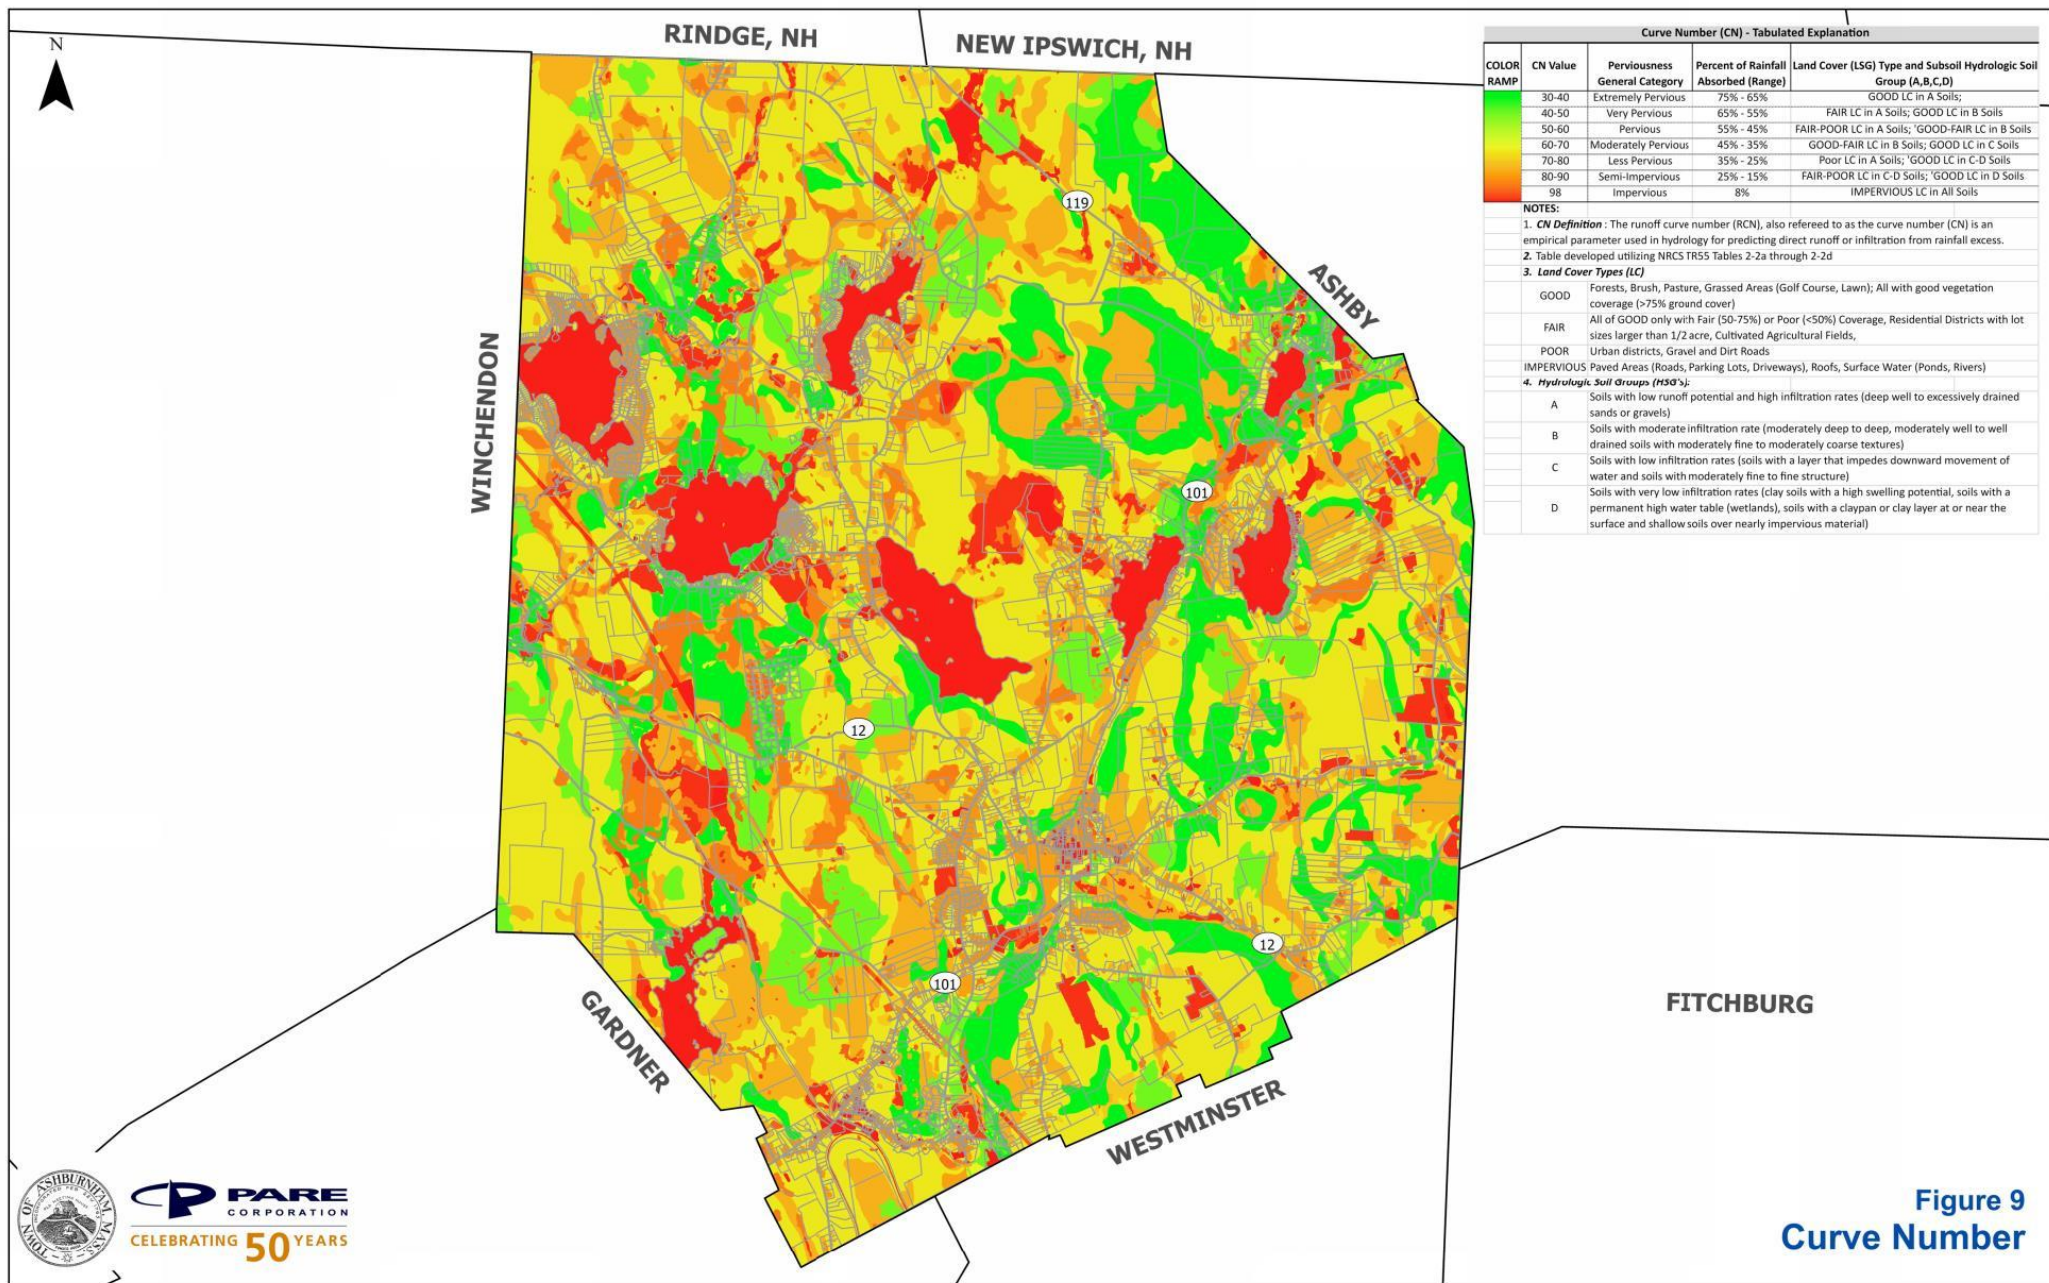 RINDGE, NH
NEW IPSWICH, NH
N
WINCHENDON
ASHBY
GARDNER
WESTMINSTER
FITCHBURG
119
101
12
12
101
Curve Number (CN) - Tabulated Explanation
COLOR RAMP CN Value Perviousness General Category Percent of Rainfall Absorbed (Range) Land Cover (LSG) Type and Subsoil Hydrologic Soil Group (A,B,C,D)
30-40 Extremely Pervious 75% - 65% GOOD LC in A Soils;
40-50 Very Pervious 65% - 55% FAIR LC in A Soils; GOOD LC in B Soils
50-60 Pervious 55% - 45% FAIR-POOR LC in A Soils; 'GOOD-FAIR LC in B Soils
60-70 Moderately Pervious 45% - 35% GOOD-FAIR LC in B Soils; GOOD LC in C Soils
70-80 Less Pervious 35% - 25% Poor LC in A Soils; 'GOOD LC in C-D Soils
80-90 Semi-Impervious 25% - 15% FAIR-POOR LC in C-D Soils; 'GOOD LC in D Soils
98 Impervious 8% IMPERVIOUS LC in All Soils
NOTES:
1. CN Definition : The runoff curve number (RCN), also refereed to as the curve number (CN) is an
empirical parameter used in hydrology for predicting direct runoff or infiltration from rainfall excess.
2. Table developed utilizing NRCS TR55 Tables 2-2a through 2-2d
3. Land Cover Types (LC)
GOOD Forests, Brush, Pasture, Grassed Areas (Golf Course, Lawn); All with good vegetation
coverage (>75% ground cover)
FAIR All of GOOD only with Fair (50-75%) or Poor (<50%) Coverage, Residential Districts with lot
sizes larger than 1/2 acre, Cultivated Agricultural Fields,
POOR Urban districts, Gravel and Dirt Roads
IMPERVIOUS Paved Areas (Roads, Parking Lots, Driveways), Roofs, Surface Water (Ponds, Rivers)
4. Hydrologic Soil Groups (HSG's):
A Soils with low runoff potential and high infiltration rates (deep well to excessively drained
sands or gravels)
B Soils with moderate infiltration rate (moderately deep to deep, moderately well to well
drained soils with moderately fine to moderately coarse textures)
C Soils with low infiltration rates (soils with a layer that impedes downward movement of
water and soils with moderately fine to fine structure)
D Soils with very low infiltration rates (clay soils with a high swelling potential, soils with a
permanent high water table (wetlands), soils with a claypan or clay layer at or near the
surface and shallow soils over nearly impervious material)
TOWN OF ASHBURNHAM, MASS.
PARE
CORPORATION
CELEBRATING 50 YEARS
Figure 9
Curve Number